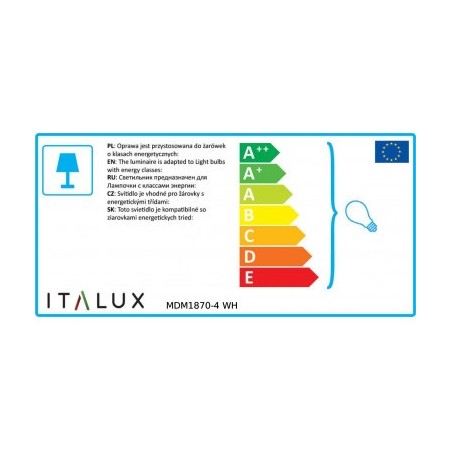 PL: Oprawa jest przystosowana do żarówek
o klasach energetycznych:
EN: The luminaire is adapted to Light bulbs
with energy classes:
RU: Светильник предназначен для
Лампочки с классами энергии:
CZ: Svítidlo je vhodné pro žárovky s
energetickými třídami:
SK: Toto svietidlo je kompatibilné so
žiarovkami energetických tried:
A++
A+
A
B
C
D
E
ITALUX
MDM1870-4 WH